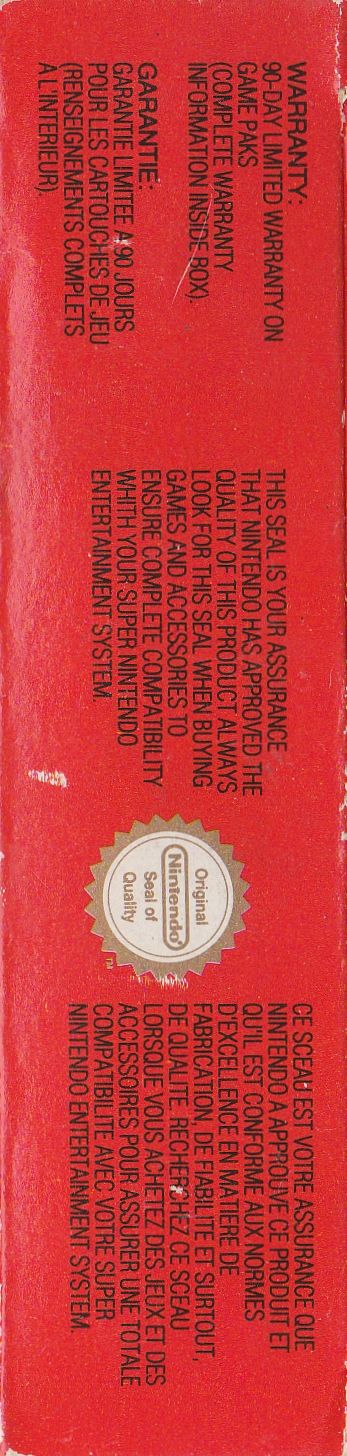 WARRANTY:
90-DAY LIMITED WARRANTY ON
GAME PAKS
(COMPLETE WARRANTY
INFORMATION INSIDE BOX).
GARANTIE:
GARANTIE LIMITEE A 90 JOURS
POUR LES CARTOUCHES DE JEU
(RENSEIGNEMENTS COMPLETS
A L'INTERIEUR).
THIS SEAL IS YOUR ASSURANCE
THAT NINTENDO HAS APPROVED THE
QUALITY OF THIS PRODUCT ALWAYS
LOOK FOR THIS SEAL WHEN BUYING
GAMES AND ACCESSORIES TO
ENSURE COMPLETE COMPATIBILITY
WHITH YOUR SUPER NINTENDO
ENTERTAINMENT SYSTEM.
Original
Nintendo®
Seal of
Quality
TM
CE SCEAU EST VOTRE ASSURANCE QUE
NINTENDO A APPROUVE CE PRODUIT ET
QU'IL EST CONFORME AUX NORMES
D'EXCELLENCE EN MATIERE DE
FABRICATION, DE FIABILITE ET SURTOUT,
DE QUALITE. RECHERCHEZ CE SCEAU
LORSQUE VOUS ACHETEZ DES JEUX ET DES
ACCESSOIRES POUR ASSURER UNE TOTALE
COMPATIBILITE AVEC VOTRE SUPER
NINTENDO ENTERTAINMENT SYSTEM.